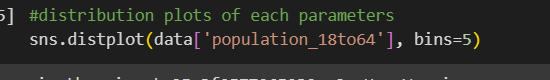 5] #distribution plots of each parameters
sns.distplot(data['population_18to64'], bins=5)